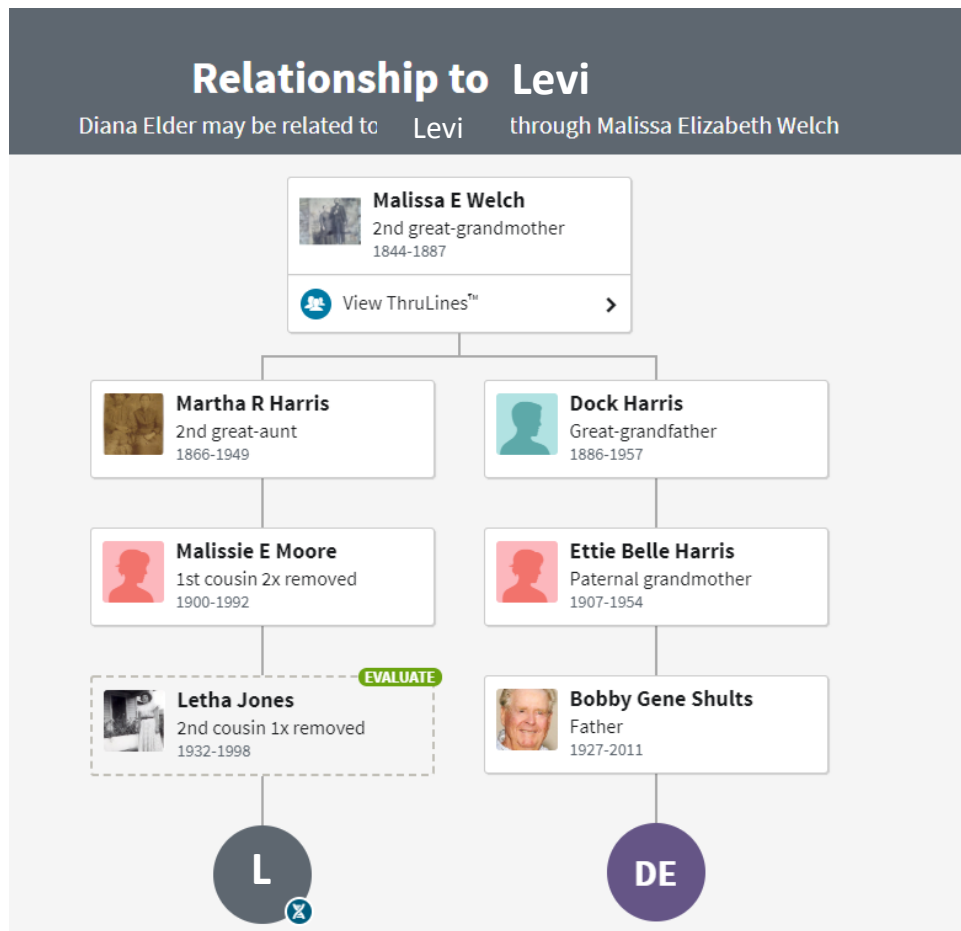 Relationship to Levi
Diana Elder may be related to Levi through Malissa Elizabeth Welch
Malissa E Welch
2nd great-grandmother
1844-1887
View ThruLines™
Martha R Harris
2nd great-aunt
1866-1949
Dock Harris
Great-grandfather
1886-1957
Malissie E Moore
1st cousin 2x removed
1900-1992
Ettie Belle Harris
Paternal grandmother
1907-1954
EVALUATE
Letha Jones
2nd cousin 1x removed
1932-1998
Bobby Gene Shults
Father
1927-2011
L
DE